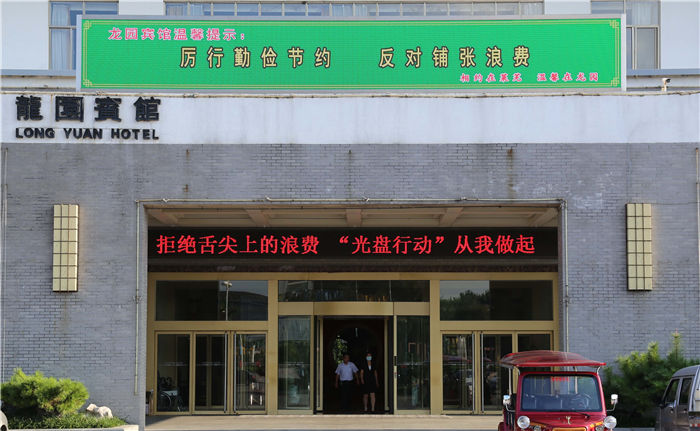 龙园宾馆温馨提示：
厉行勤俭节约 反对铺张浪费
相约在莱芜 温馨在龙园
龍園賓館
LONG YUAN HOTEL
拒绝舌尖上的浪费 “光盘行动”从我做起